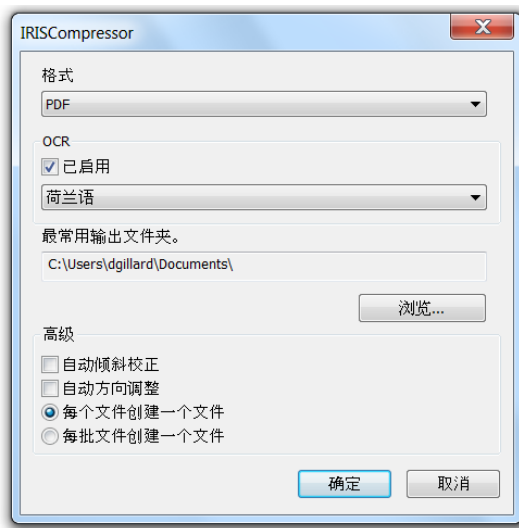 IRISCompressor
格式
PDF
OCR
已启用
荷兰语
最常用输出文件夹。
C:\Users\dgillard\Documents\
浏览...
高级
自动倾斜校正
自动方向调整
每个文件创建一个文件
每批文件创建一个文件
确定
取消